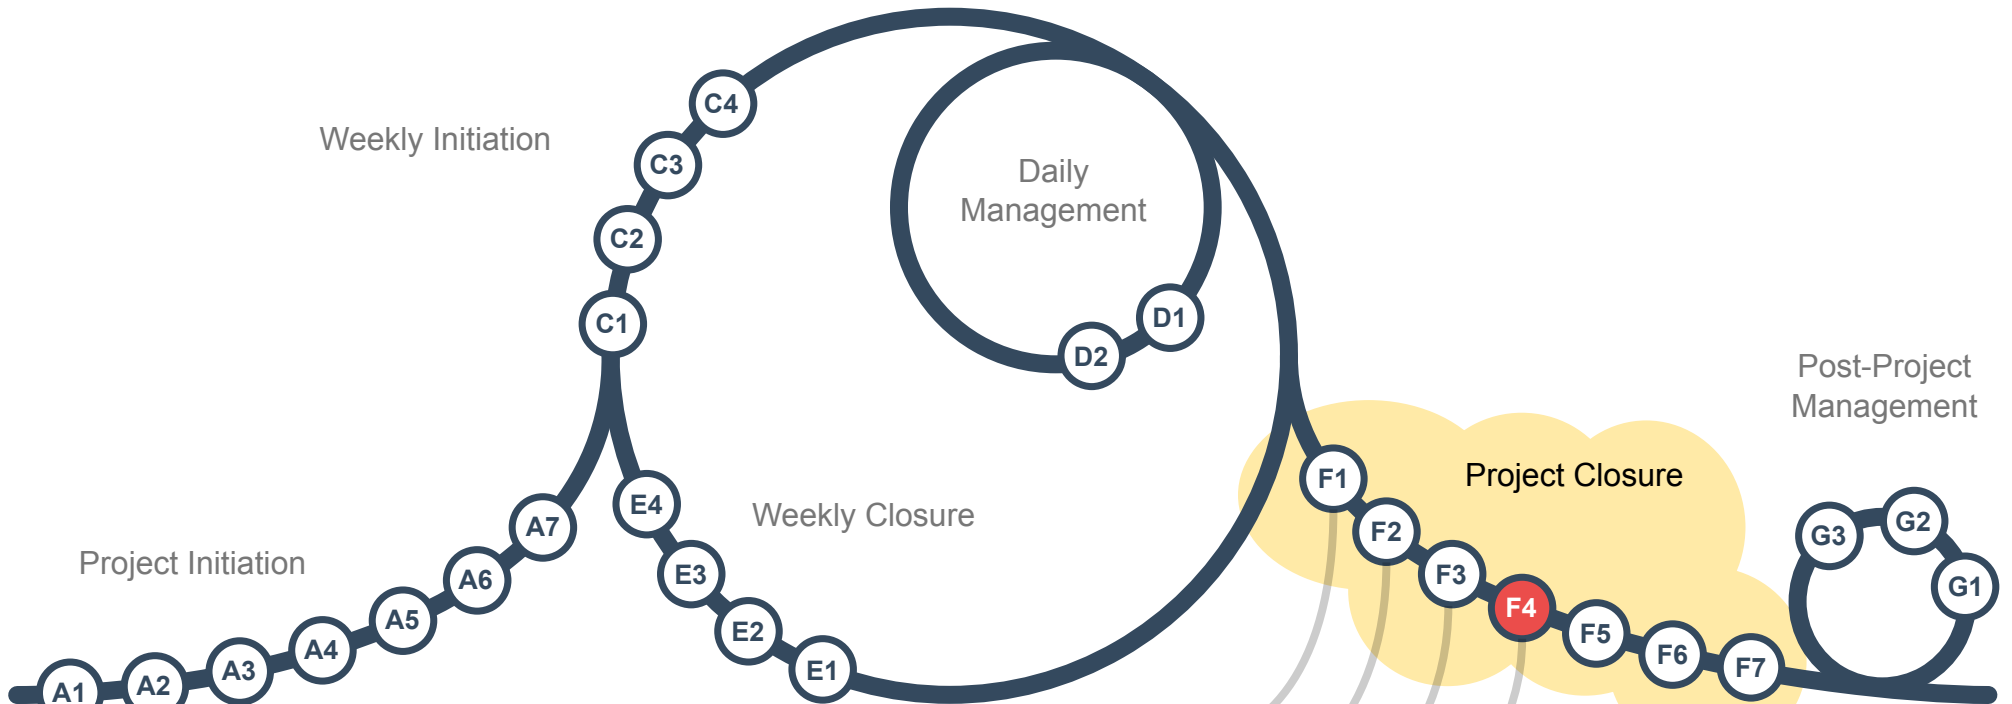 C4
Weekly Initiation
C3
Daily
Management
C2
C1
D1
D2
Post-Project
Management
F1
Project Closure
E4
Weekly Closure
A7
F2
G3
G2
Project Initiation
A6
E3
F3
G1
A5
F4
E2
F5
A4
F6
A3
E1
F7
A2
A1